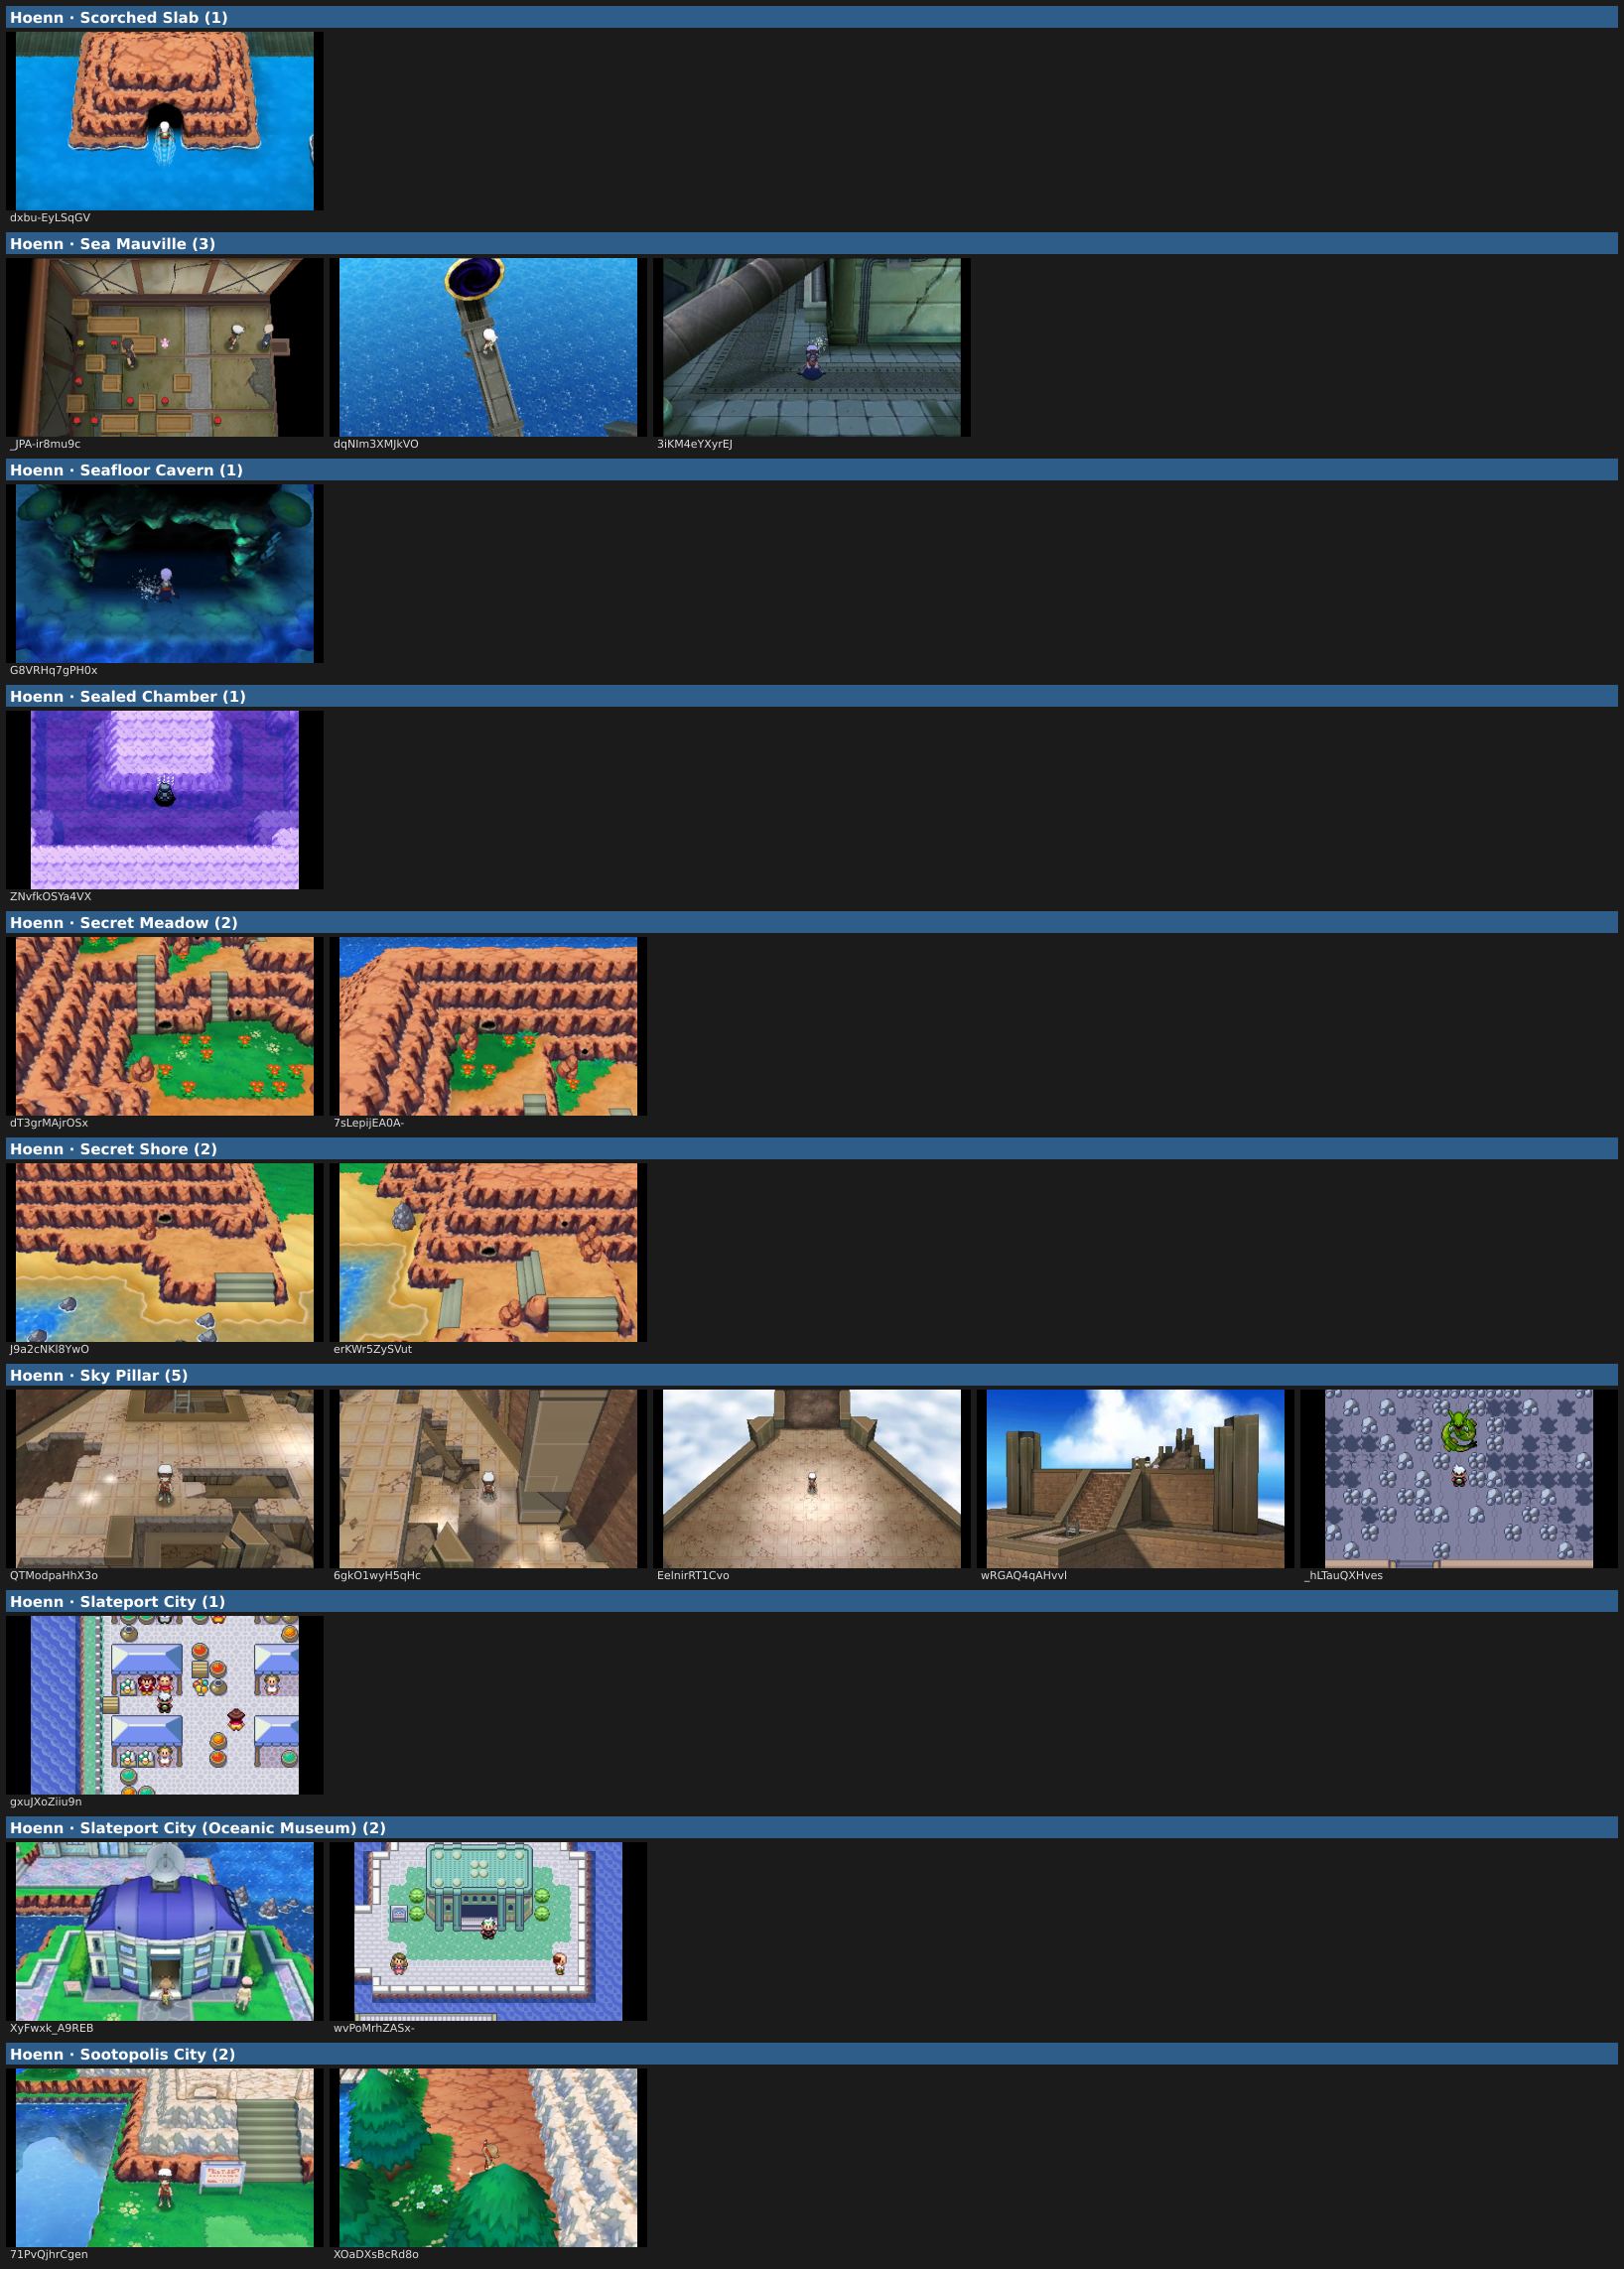 Hoenn · Scorched Slab (1)
dxbu-EyLSqGV
Hoenn · Sea Mauville (3)
_JPA-ir8mu9c
dqNIm3XMJkVO
3iKM4eYXyrEJ
Hoenn · Seafloor Cavern (1)
G8VRHq7gPH0x
Hoenn · Sealed Chamber (1)
ZNvfkOSYa4VX
Hoenn · Secret Meadow (2)
dT3grMAjrOSx
7sLepijEA0A-
Hoenn · Secret Shore (2)
J9a2cNKl8YwO
erKWr5ZySVut
Hoenn · Sky Pillar (5)
QTModpaHhX3o
6gkO1wyH5qHc
EeInirRT1Cvo
wRGAQ4qAHvvl
_hLTauQXHves
Hoenn · Slateport City (1)
gxuJXoZiiu9n
Hoenn · Slateport City (Oceanic Museum) (2)
XyFwxk_A9REB
wvPoMrhZASx-
Hoenn · Sootopolis City (2)
71PvQjhrCgen
XOaDXsBcRd8o